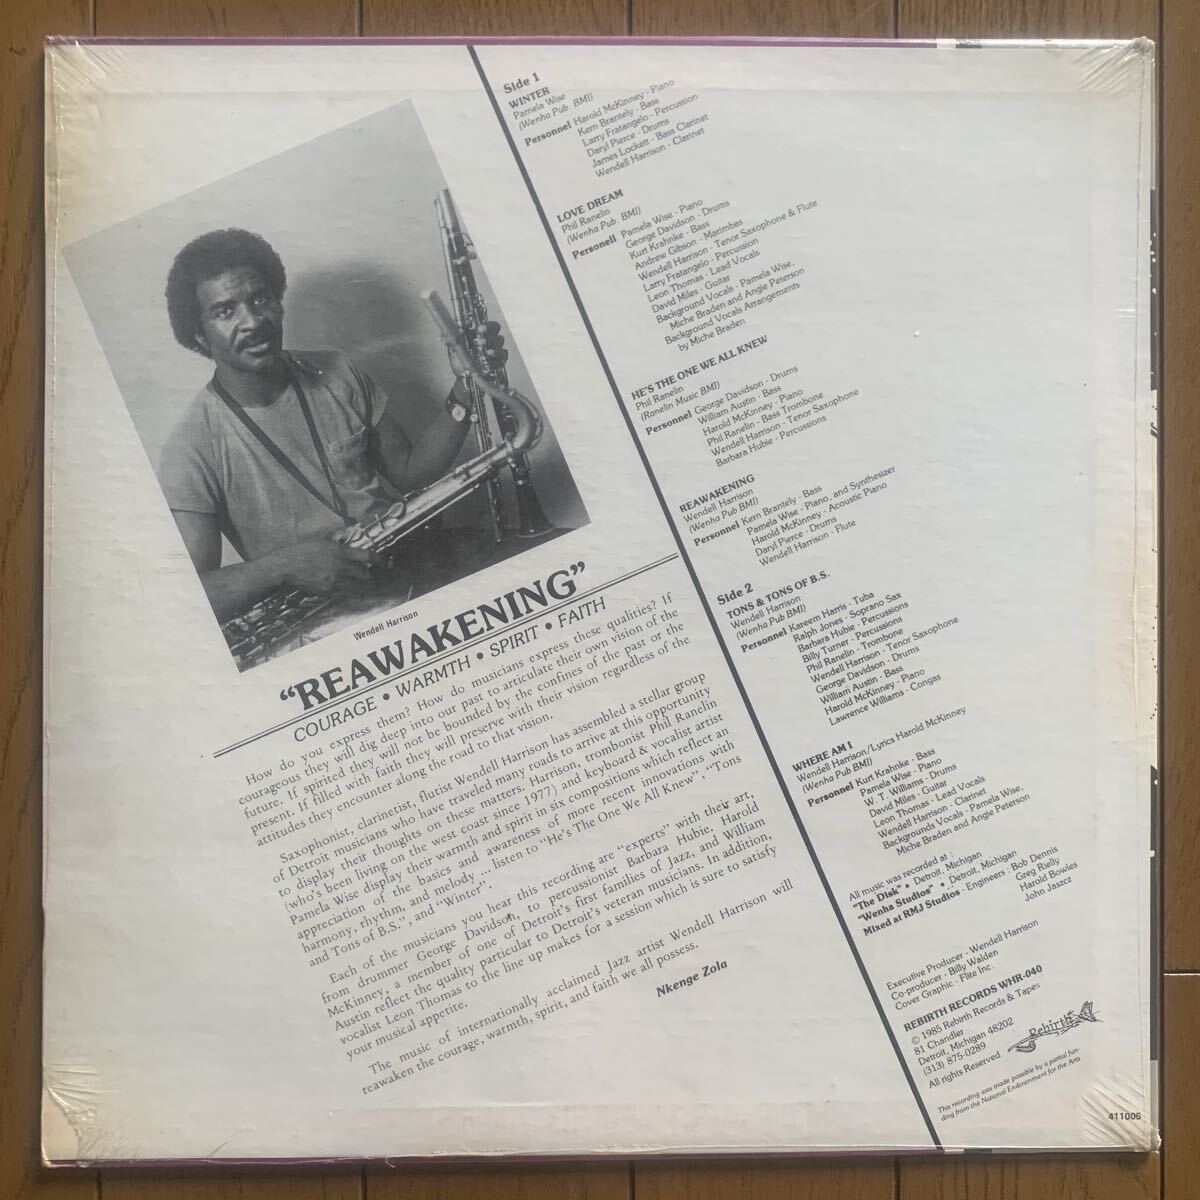 Wendell Harrison
"REAWAKENING"
COURAGE • WARMTH • SPIRIT • FAITH
How do you express them? How do musicians express these qualities? If
courageous they will dig deep into our past to articulate their own vision of the
future. If spirited they will not be bounded by the confines of the past or the
present. If filled with faith they will preserve with their vision regardless of the
attitudes they encounter along the road to that vision.
Saxophonist, clarinetist, flutist Wendell Harrison has assembled a stellar group
of Detroit musicians who have traveled many roads to arrive at this opportunity
to display their thoughts on these matters. Harrison, trombonist Phil Ranelin
(who's been living on the west coast since 1977) and keyboard & vocalist artist
Pamela Wise display their warmth and spirit in six compositions which reflect an
appreciation of the basics and awareness of more recent innovations with
harmony, rhythm, and melody ... listen to "He's The One We All Knew", "Tons
and Tons of B.S.", and "Winter".
Each of the musicians you hear this recording are "experts" with their art,
from drummer George Davidson, to percussionist Barbara Hubie, Harold
McKinney, a member of one of Detroit's first families of Jazz, and William
Austin reflect the quality particular to Detroit's veteran musicians. In addition,
vocalist Leon Thomas to the line up makes for a session which is sure to satisfy
your musical appetite.
The music of internationally acclaimed Jazz artist Wendell Harrison will
reawaken the courage, warmth, spirit, and faith we all possess.
Nkenge Zola
Side 1
WINTER
Pamela Wise
(Wenha Pub. BMI)
Personnel Harold McKinney - Piano
Kern Brantely - Bass
Larry Fratangelo - Percussion
Daryl Pierce - Drums
James Lockett - Bass Clarinet
Wendell Harrison - Clarinet
LOVE DREAM
Phil Ranelin
(Wenha Pub. BMI)
Personell Pamela Wise - Piano
George Davidson - Drums
Kurt Krahnke - Bass
Andrew Gibson - Marimbas
Wendell Harrison - Tenor Saxophone & Flute
Larry Fratangelo - Percussion
Leon Thomas - Lead Vocals
David Miles - Guitar
Background Vocals - Pamela Wise,
Miche Braden and Angie Peterson
Background Vocals Arrangements
by Miche Braden
HE'S THE ONE WE ALL KNEW
Phil Ranelin
(Ranelin Music BMI)
Personnel George Davidson - Drums
William Austin - Bass
Harold McKinney - Piano
Phil Ranelin - Bass Trombone
Wendell Harrison - Tenor Saxophone
Barbara Hubie - Percussions
REAWAKENING
Wendell Harrison
(Wenha Pub BMI)
Personnel Kern Brantely - Bass
Pamela Wise - Piano, and Synthesizer
Harold McKinney - Acoustic Piano
Daryl Pierce - Drums
Wendell Harrison - Flute
Side 2
TONS & TONS OF B.S.
Wendell Harrison
(Wenha Pub BMI)
Personnel Kareem Harris - Tuba
Ralph Jones - Soprano Sax
Barbara Hubie - Percussions
Billy Turner - Percussions
Phil Ranelin - Trombone
Wendell Harrison - Tenor Saxophone
George Davidson - Drums
William Austin - Bass
Harold McKinney - Piano
Lawrence Williams - Congas
WHERE AM I
Wendell Harrison/Lyrics Harold McKinney
(Wenha Pub BMI)
Personnel Kurt Krahnke - Bass
Pamela Wise - Piano
W. T. Williams - Drums
David Miles - Guitar
Leon Thomas - Lead Vocals
Wendell Harrison - Clarinet
Backgrounds Vocals - Pamela Wise,
Miche Braden and Angie Peterson
All music was recorded at :
"The Disk" • Detroit, Michigan
"Wenha Studios" • Detroit, Michigan
Mixed at RMJ Studios - Engineers - Bob Dennis
Greg Rielly
Harold Bowles
John Jaszcz
Executive Producer - Wendell Harrison
Co-producer - Billy Walden
Cover Graphic - Flite Inc.
REBIRTH RECORDS WHR-040
© 1985 Rebirth Records & Tapes
81 Chandler
Detroit, Michigan 48202
(313) 875-0289
All rights Reserved
Rebirth
This recording was made possible by a partial fun-
ding from the National Endowment for the Arts
411005